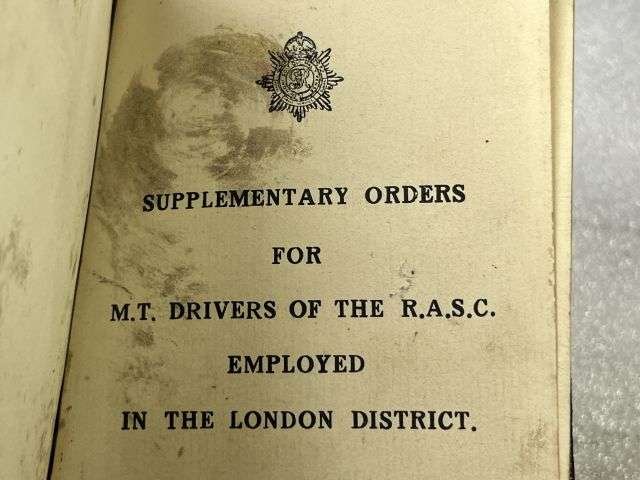 SUPPLEMENTARY ORDERS
FOR
M.T. DRIVERS OF THE R.A.S.C.
EMPLOYED
IN THE LONDON DISTRICT.